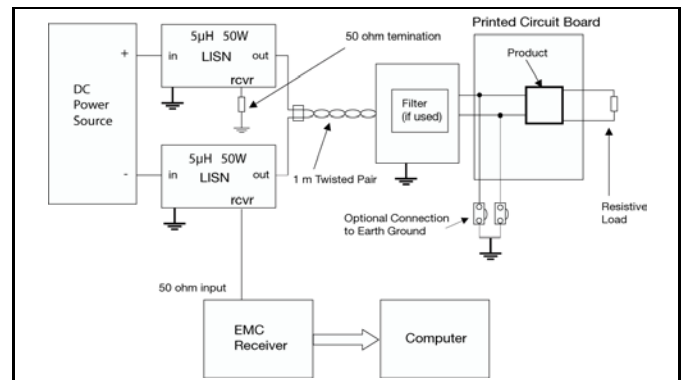 Printed Circuit Board
5µH 50W
LISN
in
out
rcvr
50 ohm temination
Product
+
DC
Power
Source
-
Filter
(if used)
5µH 50W
LISN
in
out
rcvr
1 m Twisted Pair
Optional Connection
to Earth Ground
Resistive
Load
50 ohm input
EMC
Receiver
Computer